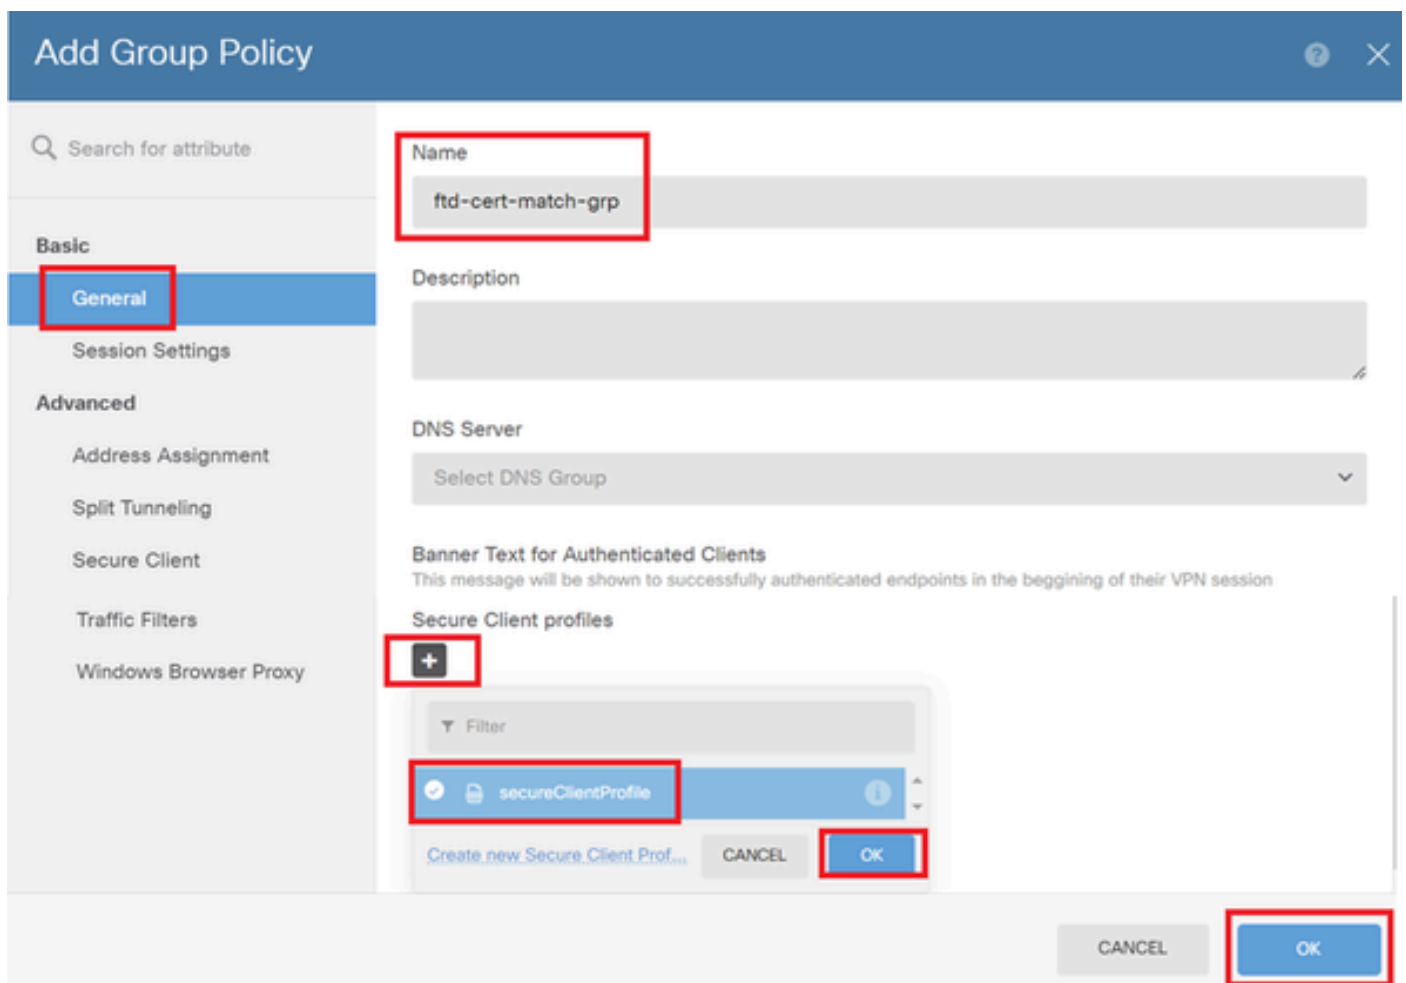 Add Group Policy
Search for attribute
Basic
General
Session Settings
Advanced
Address Assignment
Split Tunneling
Secure Client
Traffic Filters
Windows Browser Proxy
Name
ftd-cert-match-grp
Description
DNS Server
Select DNS Group
Banner Text for Authenticated Clients
This message will be shown to successfully authenticated endpoints in the beggining of their VPN session
Secure Client profiles
Filter
secureClientProfile
Create new Secure Client Prof...
CANCEL
OK
CANCEL
OK